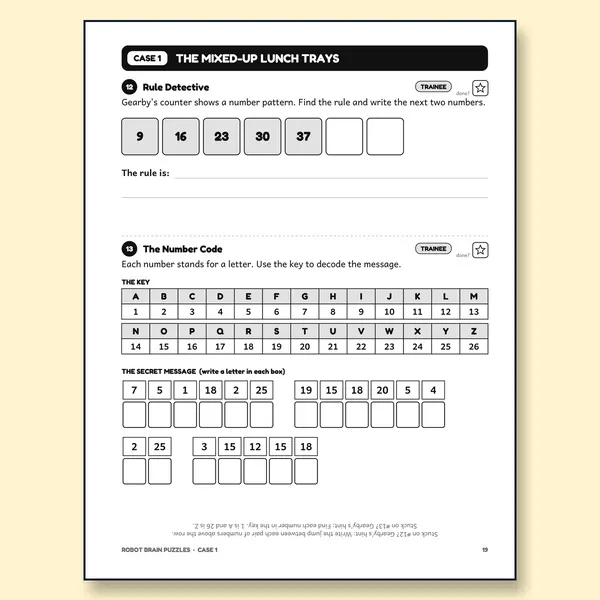 CASE 1 THE MIXED-UP LUNCH TRAYS
12 Rule Detective TRAINEE done?
Gearby's counter shows a number pattern. Find the rule and write the next two numbers.
9 16 23 30 37
The rule is:
13 The Number Code TRAINEE done?
Each number stands for a letter. Use the key to decode the message.
THE KEY
A B C D E F G H I J K L M
1 2 3 4 5 6 7 8 9 10 11 12 13
N O P Q R S T U V W X Y Z
14 15 16 17 18 19 20 21 22 23 24 25 26
THE SECRET MESSAGE (write a letter in each box)
7 5 1 18 2 25 19 15 18 20 5 4
2 25 3 15 12 15 18
Stuck on #12? Gearby's hint: Write the jump between each pair of numbers above the row.
Stuck on #13? Gearby's hint: Find each number in the key. 1 is A and 26 is Z.
ROBOT BRAIN PUZZLES · CASE 1 19